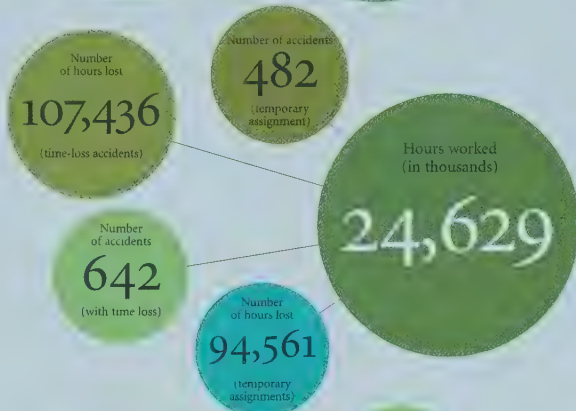 Number of accidents
482
(temporary
assignment)
Number
of hours lost
107,436
(time-loss accidents)
Hours worked
(in thousands)
24,629
Number
of accidents
642
(with time loss)
Number
of hours lost
94,561
(temporary
assignments)